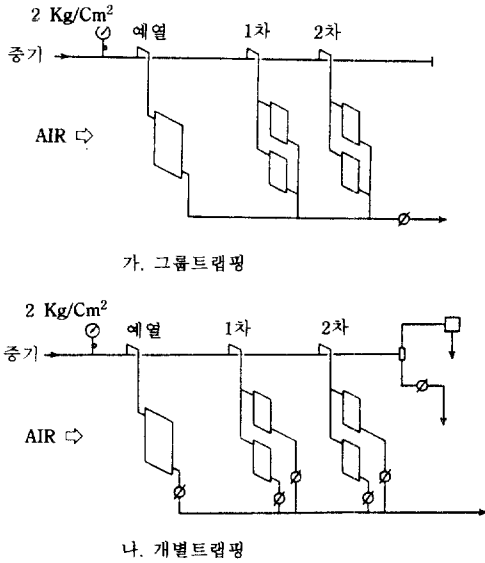 2 Kg/Cm²
예열
1차
2차
증기
AIR
가. 그룹트랩핑
2 Kg/Cm²
예열
1차
2차
증기
AIR
나. 개별트랩핑